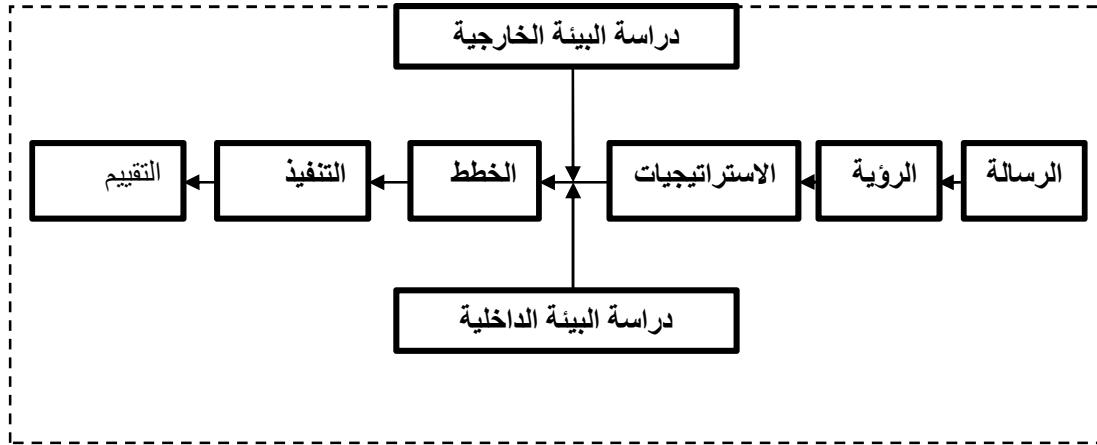 دراسة البيئة الخارجية
الرسالة
الرؤية
الاستراتيجيات
الخطط
التنفيذ
التقييم
دراسة البيئة الداخلية